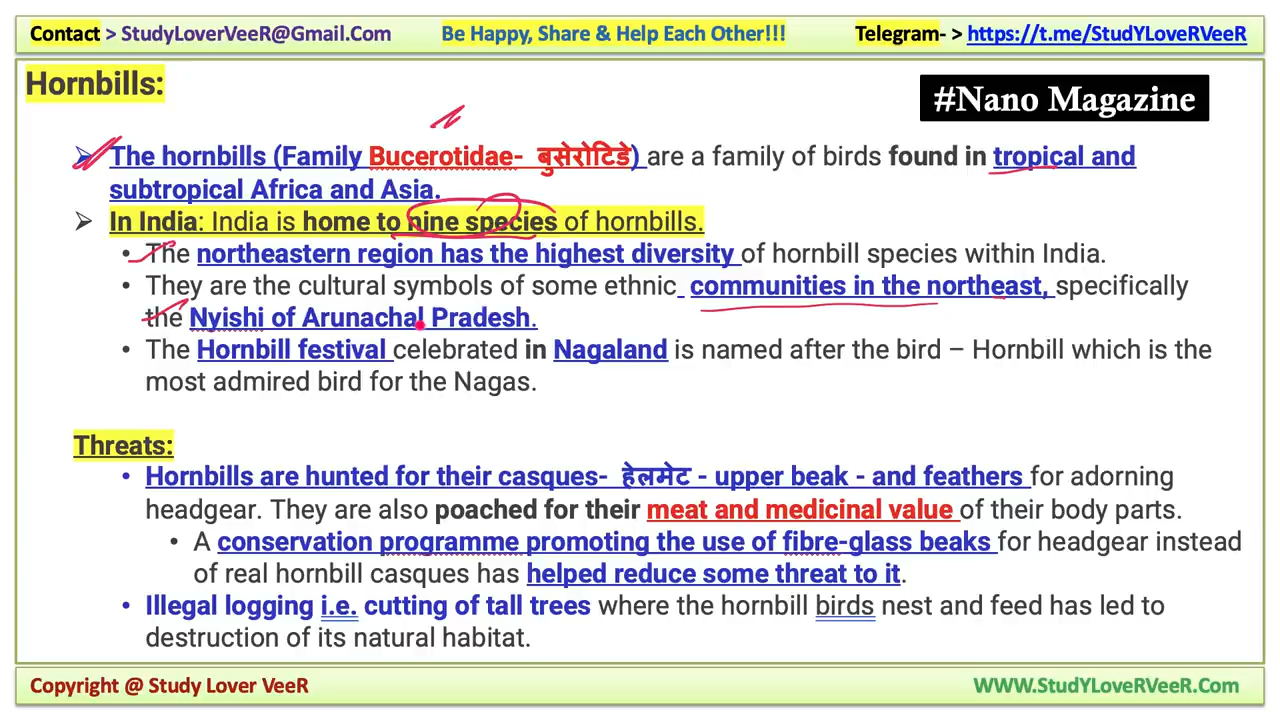 Contact > StudyLoverVeeR@Gmail.Com Be Happy, Share & Help Each Other!!! Telegram- > https://t.me/StudYLoveRVeeR
Hornbills:
#Nano Magazine
➢ The hornbills (Family Bucerotidae- बुसेरोटिडे) are a family of birds found in tropical and
subtropical Africa and Asia.
➢ In India: India is home to nine species of hornbills.
• The northeastern region has the highest diversity of hornbill species within India.
• They are the cultural symbols of some ethnic communities in the northeast, specifically
the Nyishi of Arunachal Pradesh.
• The Hornbill festival celebrated in Nagaland is named after the bird – Hornbill which is the
most admired bird for the Nagas.
Threats:
• Hornbills are hunted for their casques- हेलमेट - upper beak - and feathers for adorning
headgear. They are also poached for their meat and medicinal value of their body parts.
• A conservation programme promoting the use of fibre-glass beaks for headgear instead
of real hornbill casques has helped reduce some threat to it.
• Illegal logging i.e. cutting of tall trees where the hornbill birds nest and feed has led to
destruction of its natural habitat.
Copyright @ Study Lover VeeR WWW.StudYLoveRVeeR.Com